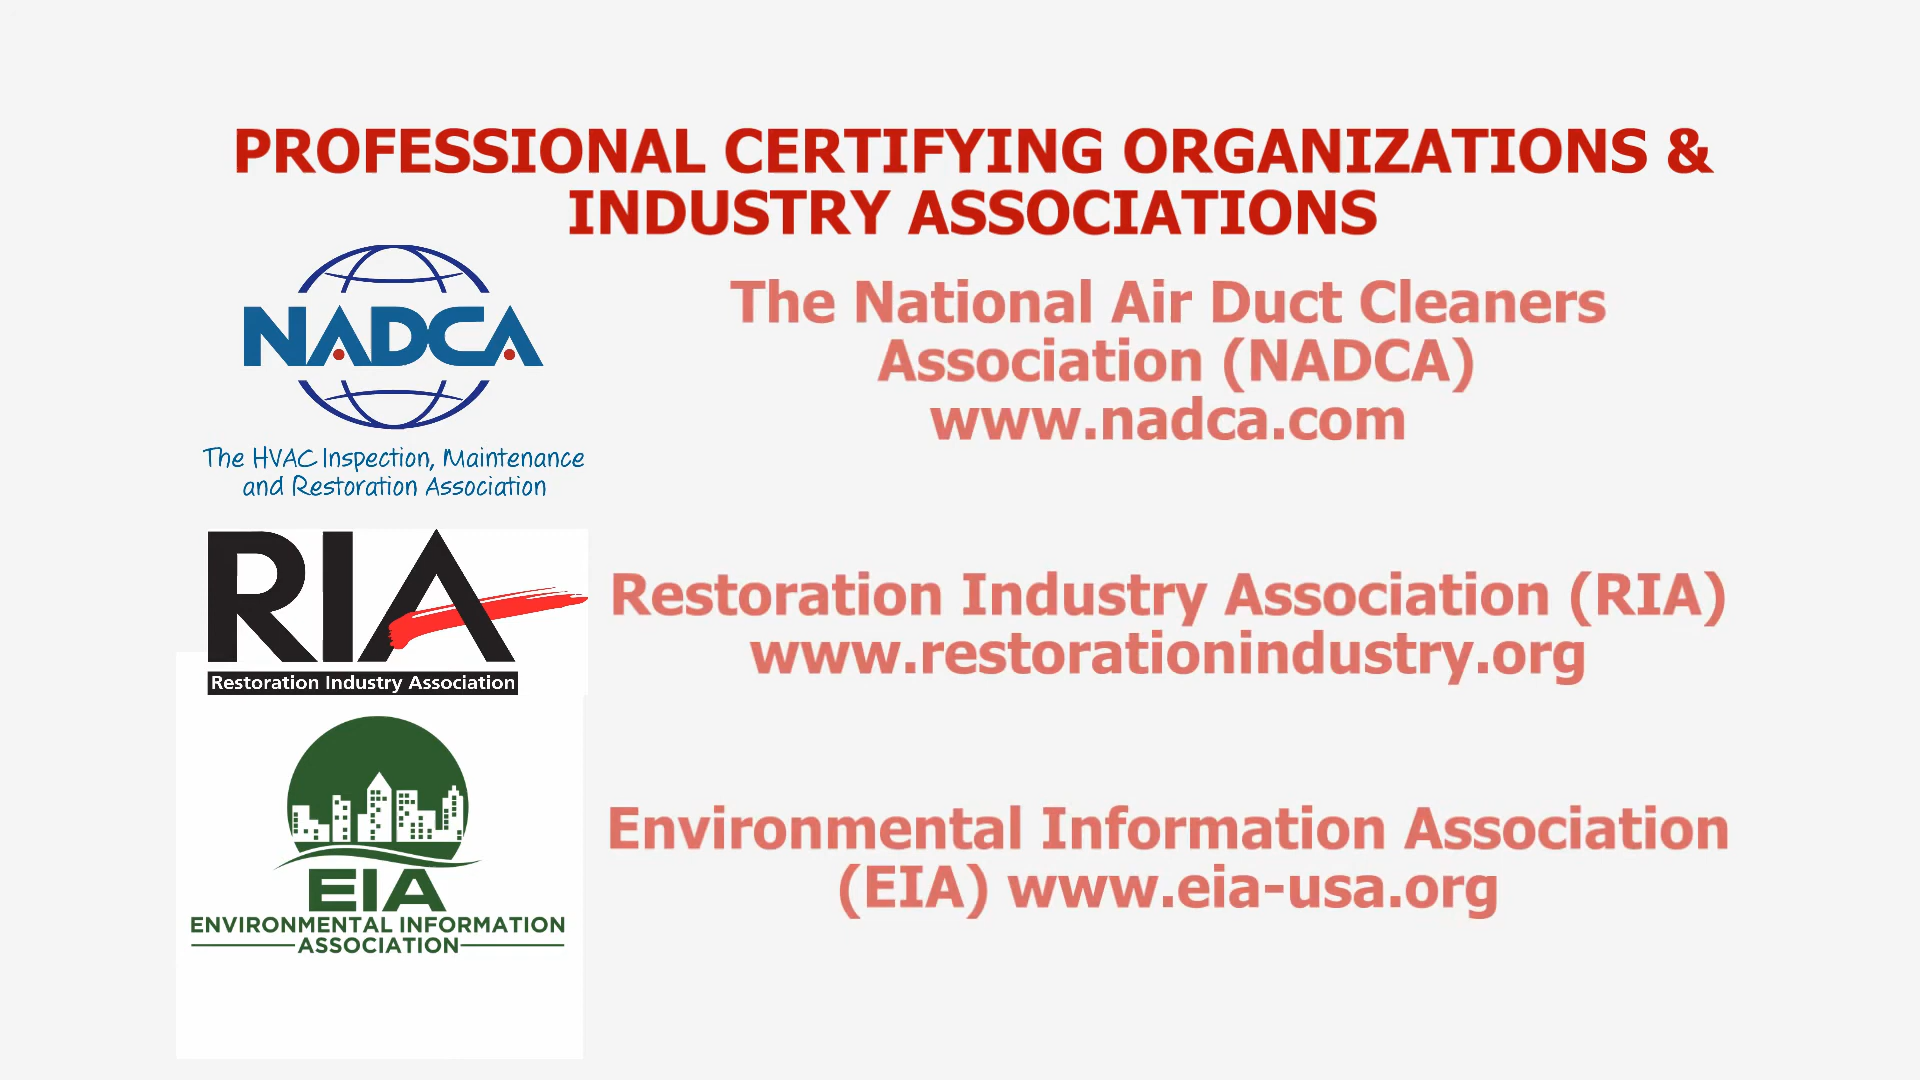 PROFESSIONAL CERTIFYING ORGANIZATIONS &
INDUSTRY ASSOCIATIONS
NADCA
The HVAC Inspection, Maintenance
and Restoration Association
The National Air Duct Cleaners
Association (NADCA)
www.nadca.com
RIA
Restoration Industry Association
Restoration Industry Association (RIA)
www.restorationindustry.org
EIA
ENVIRONMENTAL INFORMATION
ASSOCIATION
Environmental Information Association
(EIA) www.eia-usa.org